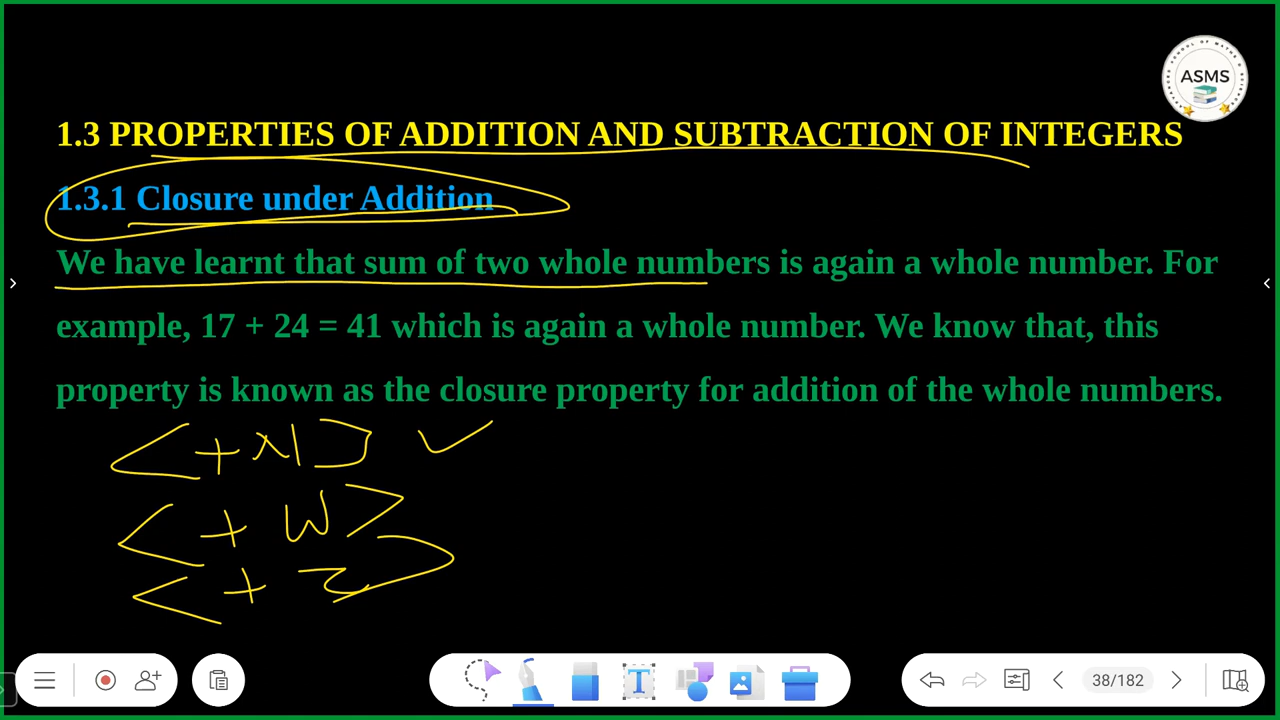 ASMS
1.3 PROPERTIES OF ADDITION AND SUBTRACTION OF INTEGERS
1.3.1 Closure under Addition
We have learnt that sum of two whole numbers is again a whole number. For
example, 17 + 24 = 41 which is again a whole number. We know that, this
property is known as the closure property for addition of the whole numbers.
< + N >
< + W >
< + Z >
38/182